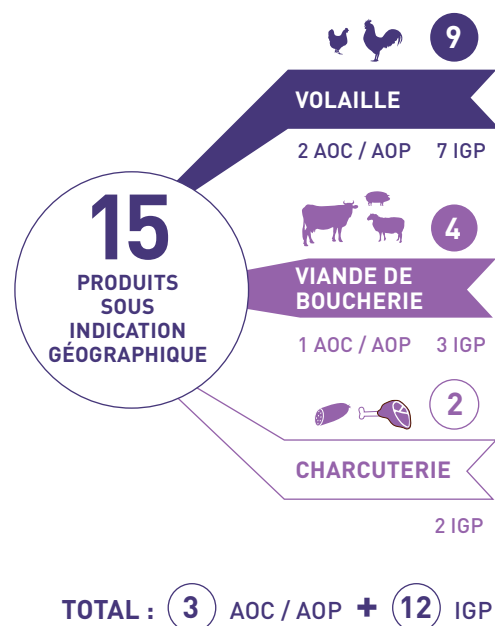 9
VOLAILLE
2 AOC / AOP 7 IGP
15
PRODUITS
SOUS
INDICATION
GÉOGRAPHIQUE
4
VIANDE DE
BOUCHERIE
1 AOC / AOP 3 IGP
2
CHARCUTERIE
2 IGP
TOTAL : 3 AOC / AOP + 12 IGP